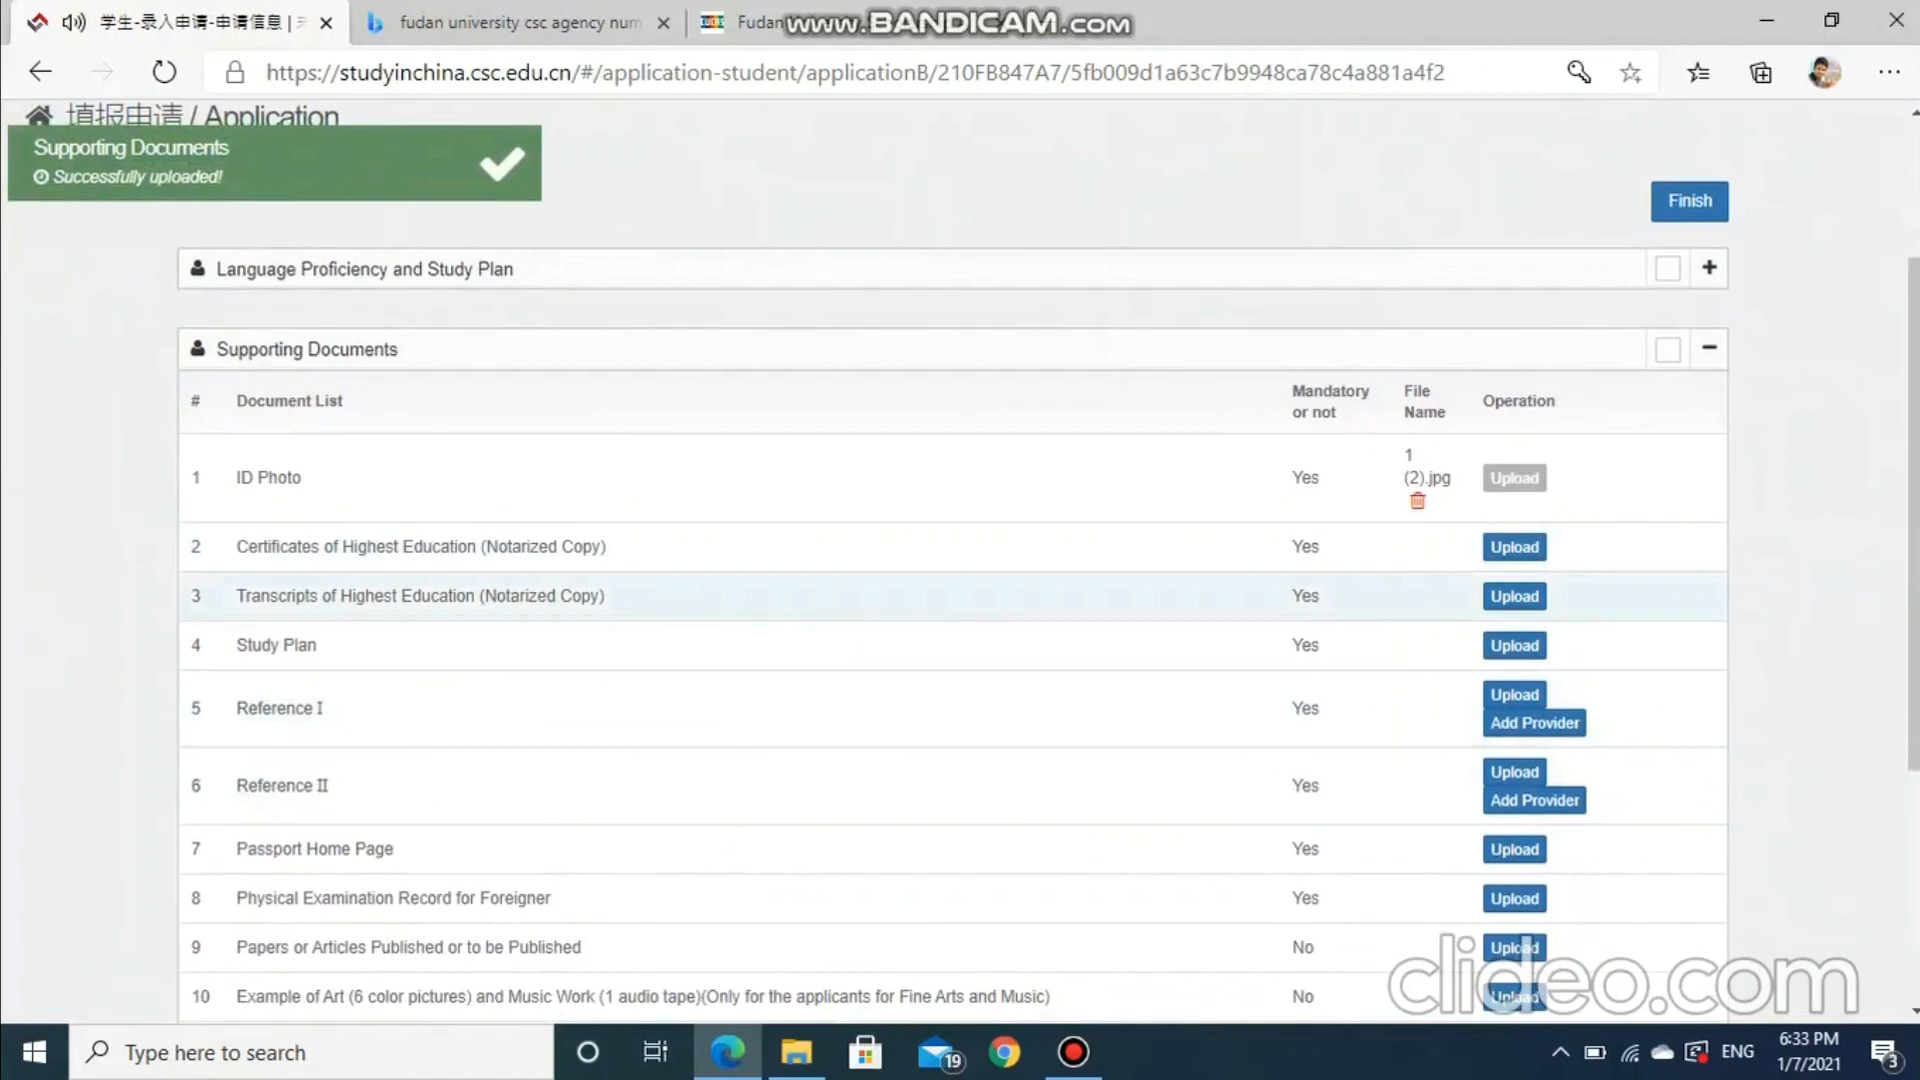 学生-录入申请-申请信息 |
fudan university csc agency num
Fudan
www.BANDICAM.com
https://studyinchina.csc.edu.cn/#/application-student/applicationB/210FB847A7/5fb009d1a63c7b9948ca78c4a881a4f2
填报申请 / Application
Supporting Documents
Successfully uploaded!
Finish
Language Proficiency and Study Plan
Supporting Documents
# Document List Mandatory or not File Name Operation
1 ID Photo Yes 1 (2).jpg Upload
2 Certificates of Highest Education (Notarized Copy) Yes Upload
3 Transcripts of Highest Education (Notarized Copy) Yes Upload
4 Study Plan Yes Upload
5 Reference I Yes Upload
Add Provider
6 Reference II Yes Upload
Add Provider
7 Passport Home Page Yes Upload
8 Physical Examination Record for Foreigner Yes Upload
9 Papers or Articles Published or to be Published No Upload
10 Example of Art (6 color pictures) and Music Work (1 audio tape)(Only for the applicants for Fine Arts and Music) No Upload
clideo.com
Type here to search
19
ENG
6:33 PM
1/7/2021
3